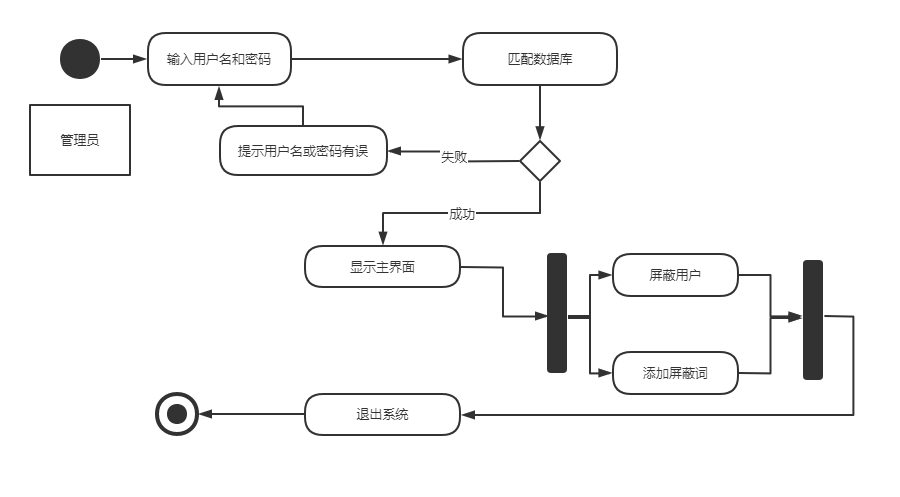 输入用户名和密码
匹配数据库
管理员
提示用户名或密码有误
失败
成功
显示主界面
屏蔽用户
添加屏蔽词
退出系统